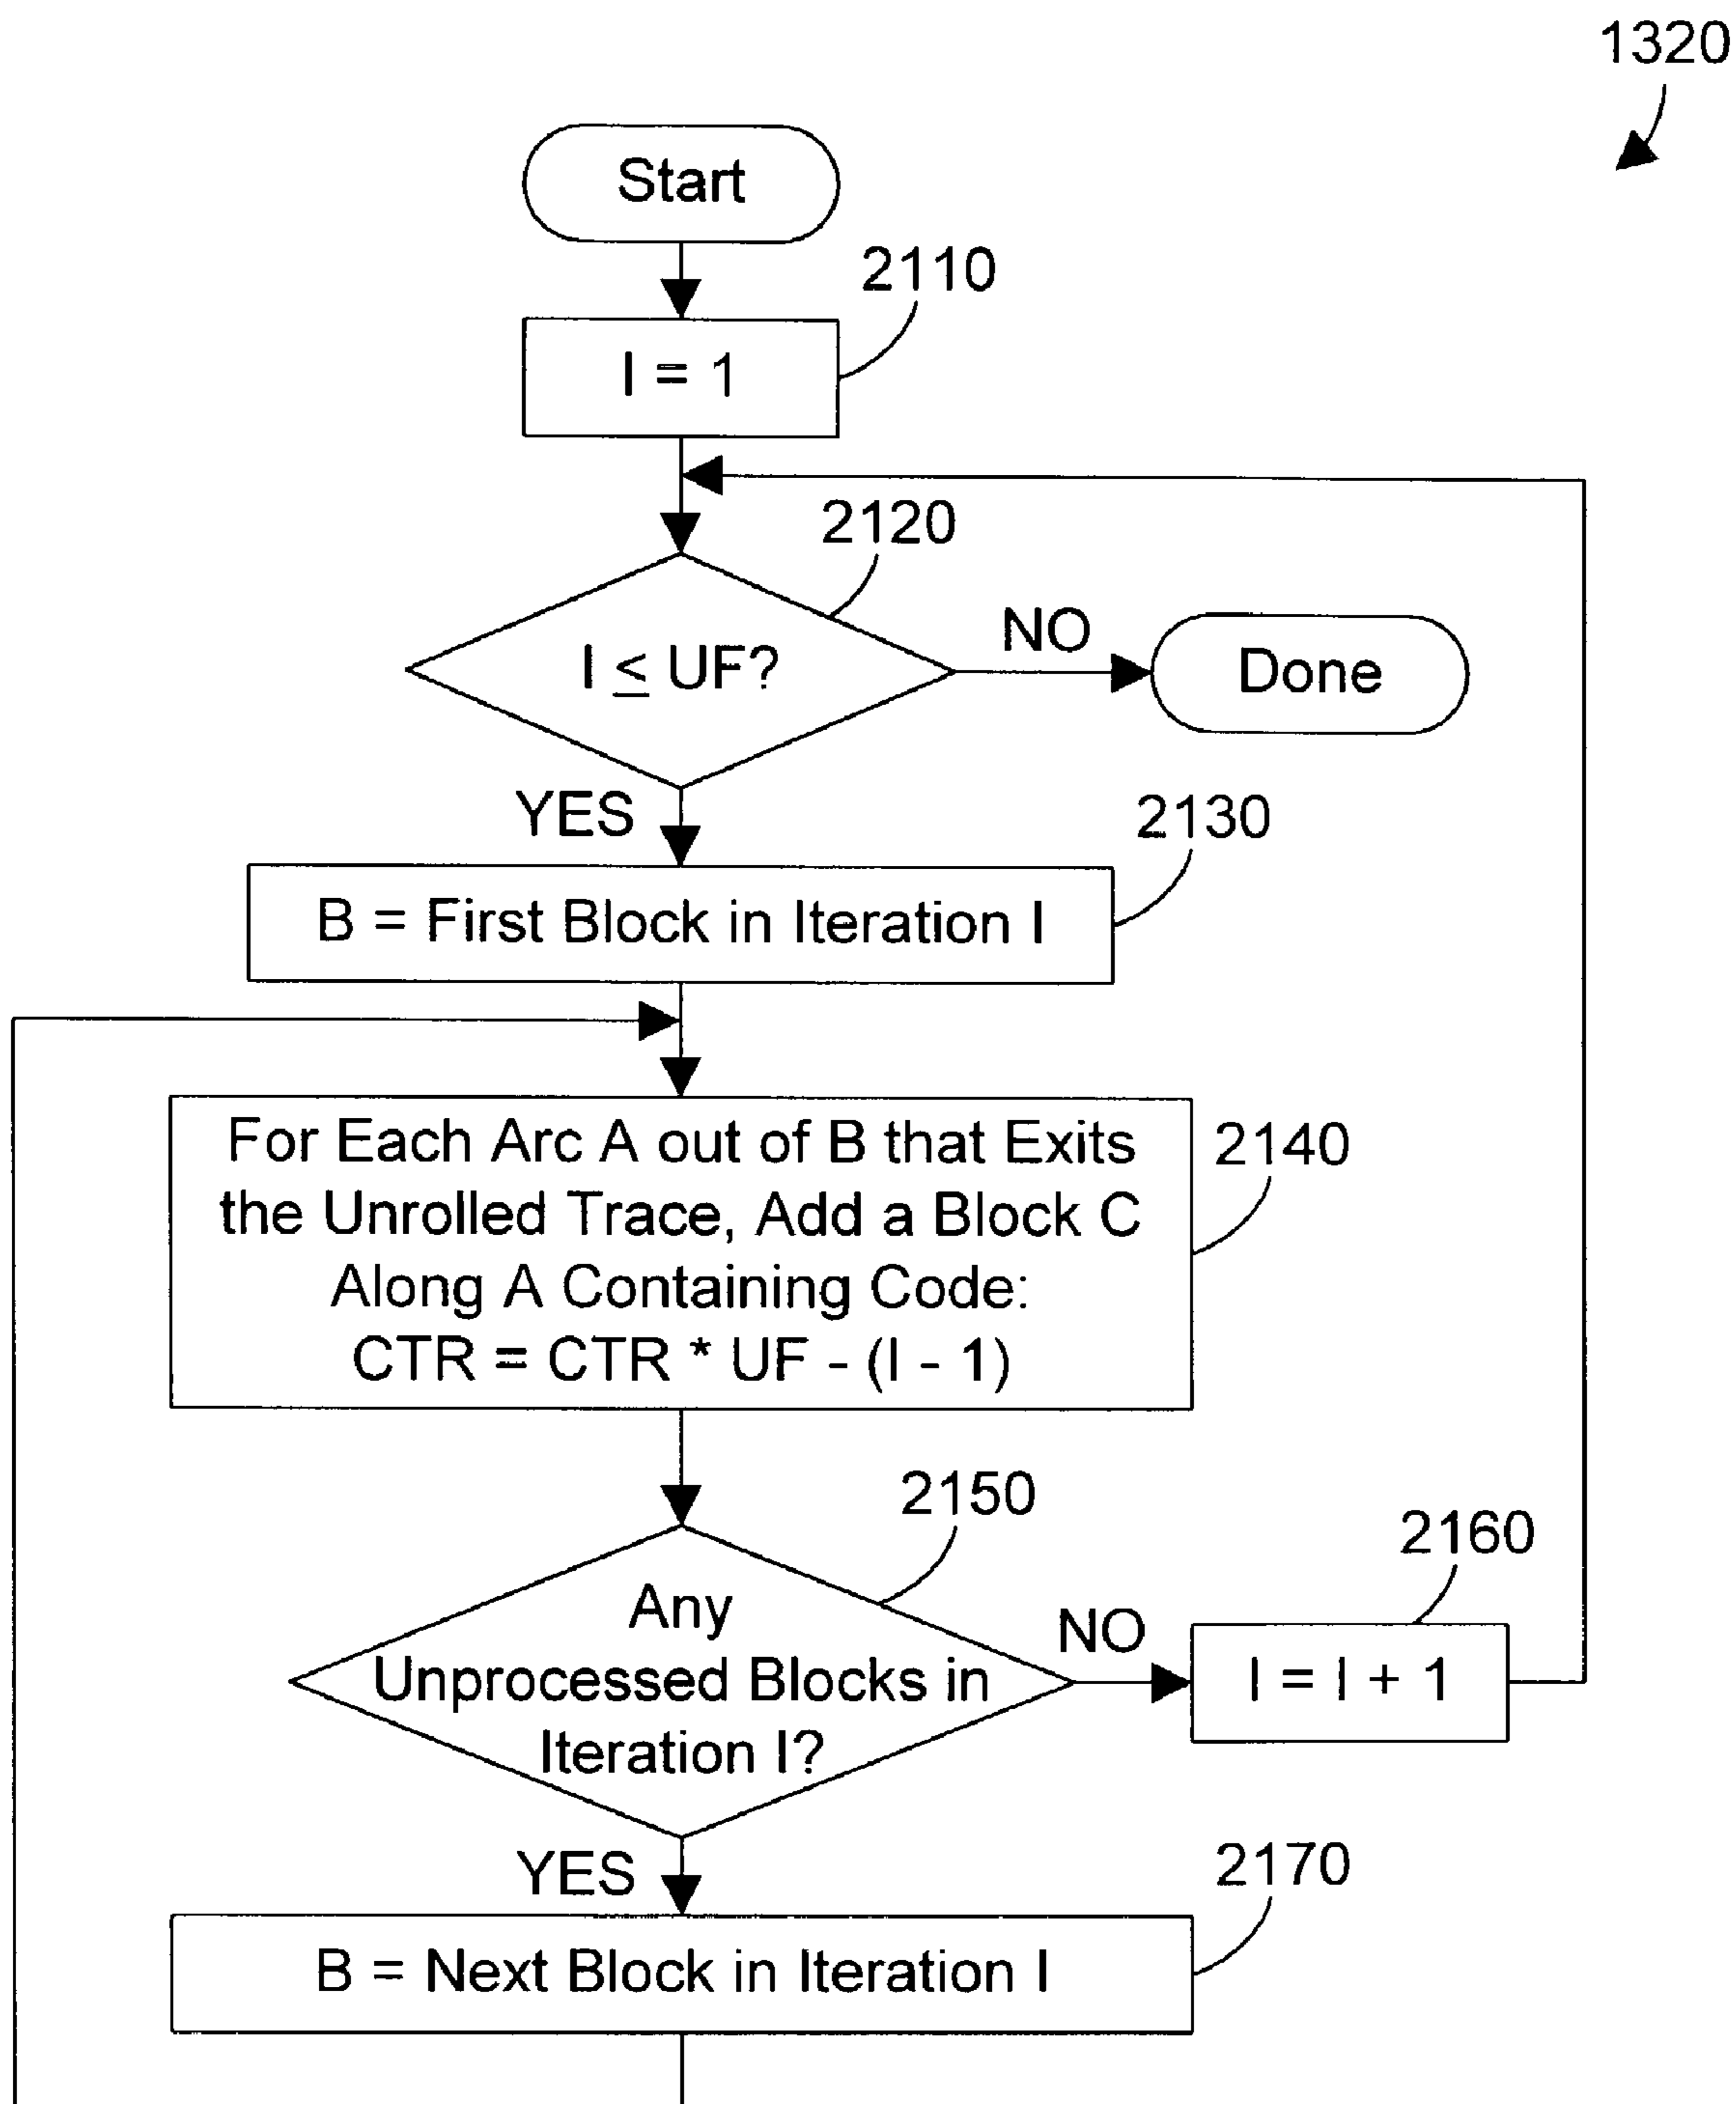 1320
Start
2110
I = 1
2120
I ≤ UF?
NO
Done
YES
2130
B = First Block in Iteration I
For Each Arc A out of B that Exits
the Unrolled Trace, Add a Block C
Along A Containing Code:
CTR = CTR * UF - (I - 1)
2140
2150
Any
Unprocessed Blocks in
Iteration I?
NO
2160
I = I + 1
YES
2170
B = Next Block in Iteration I